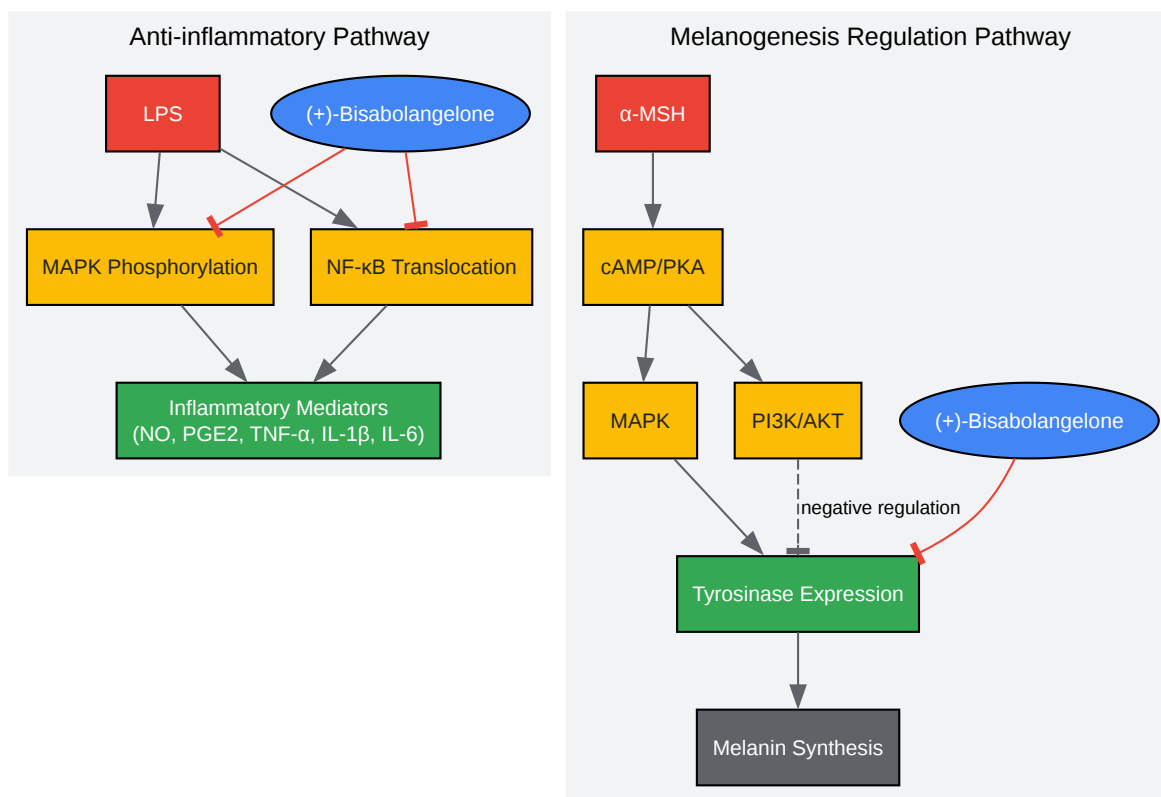 Anti-inflammatory Pathway
LPS
(+)-Bisabolangelone
MAPK Phosphorylation
NF-κB Translocation
Inflammatory Mediators
(NO, PGE2, TNF-α, IL-1β, IL-6)
Melanogenesis Regulation Pathway
α-MSH
cAMP/PKA
MAPK
PI3K/AKT
(+)-Bisabolangelone
negative regulation
Tyrosinase Expression
Melanin Synthesis